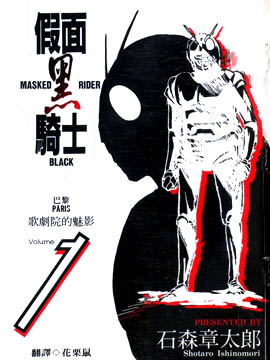 假面
MASKED RIDER
黑
騎士
BLACK
巴黎
PARIS
歌劇院的魅影
Volume
1
PRESENTED BY
石森章太郎
Shotaro Ishinomori
翻譯◇花栗鼠